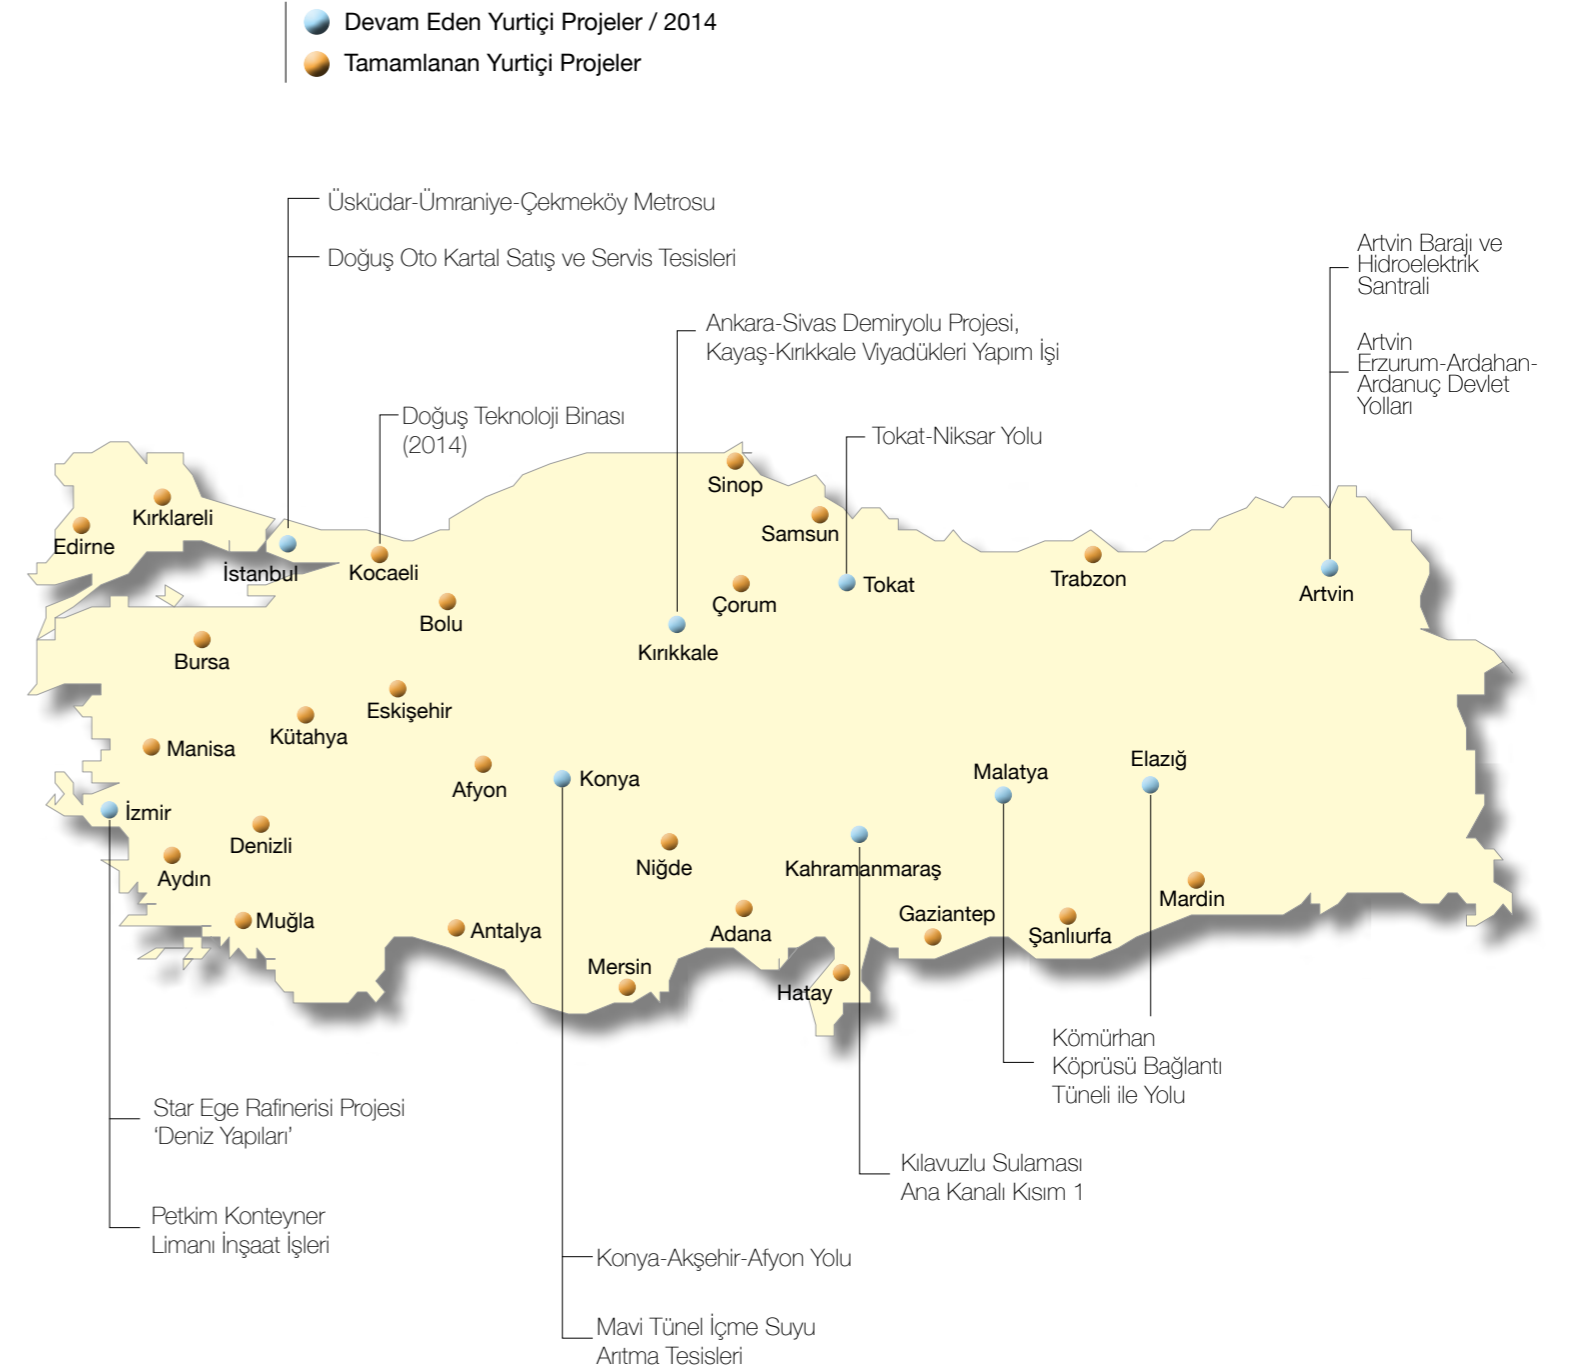 Devam Eden Yurtiçi Projeler / 2014
Tamamlanan Yurtiçi Projeler
Üsküdar-Ümraniye-Çekmeköy Metrosu
Doğuş Oto Kartal Satış ve Servis Tesisleri
Artvin Barajı ve
Hidroelektrik
Santrali
Ankara-Sivas Demiryolu Projesi,
Kayaş-Kırıkkale Viyadükleri Yapım İşi
Artvin
Erzurum-Ardahan-
Ardanuç Devlet
Yolları
Doğuş Teknoloji Binası
(2014)
Tokat-Niksar Yolu
Sinop
Kırklareli
Samsun
Edirne
İstanbul
Kocaeli
Trabzon
Tokat
Artvin
Çorum
Bolu
Kırıkkale
Bursa
Eskişehir
Kütahya
Manisa
Elazığ
Malatya
Konya
Afyon
İzmir
Denizli
Niğde
Kahramanmaraş
Aydın
Mardin
Gaziantep
Muğla
Antalya
Adana
Şanlıurfa
Mersin
Hatay
Kömürhan
Köprüsü Bağlantı
Tüneli ile Yolu
Star Ege Rafinerisi Projesi
‘Deniz Yapıları’
Kılavuzlu Sulaması
Ana Kanalı Kısım 1
Petkim Konteyner
Limanı İnşaat İşleri
Konya-Akşehir-Afyon Yolu
Mavi Tünel İçme Suyu
Arıtma Tesisleri